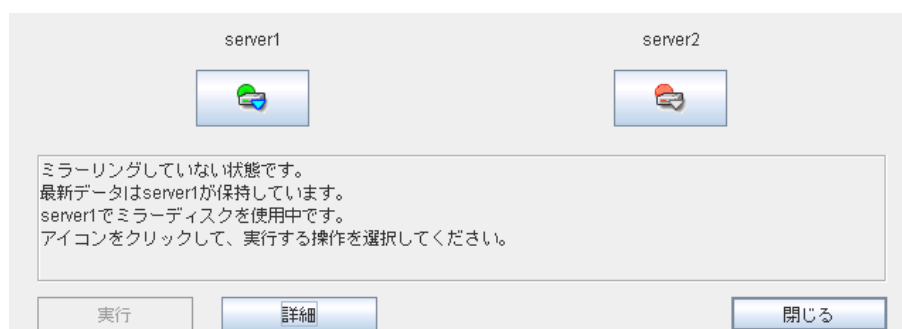 server1
server2
ミラーリングしていない状態です。
最新データはserver1が保持しています。
server1でミラーディスクを使用中です。
アイコンをクリックして、実行する操作を選択してください。
実行
詳細
閉じる